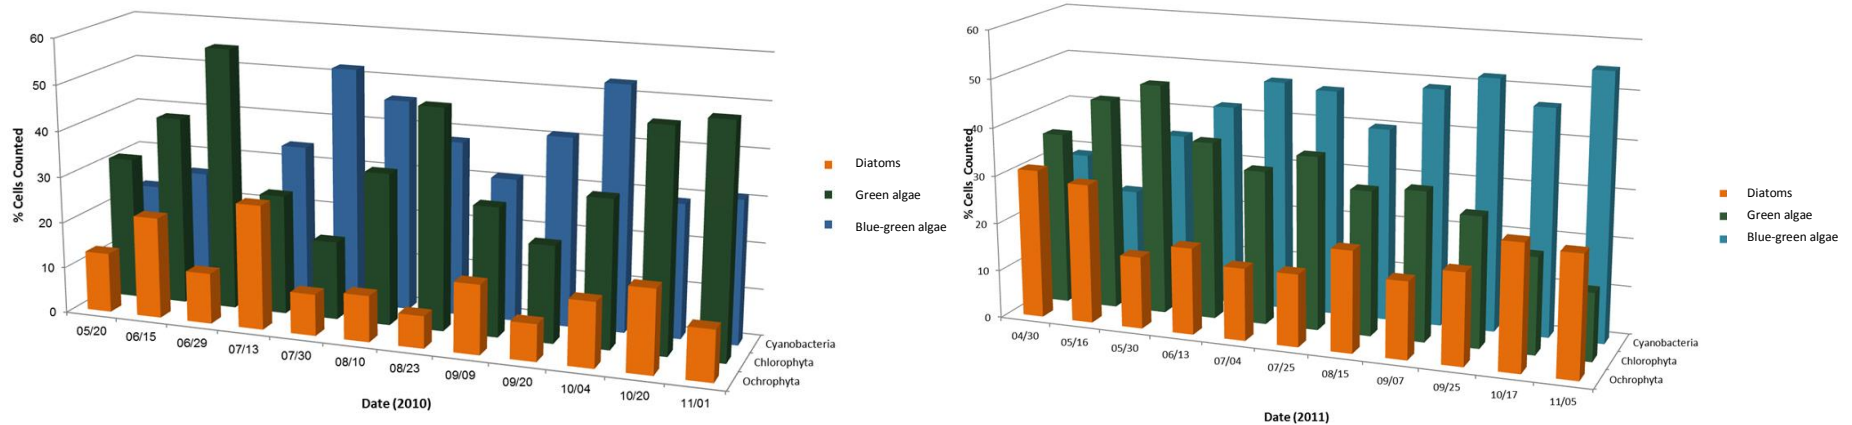 60
50
40
30
20
10
0
% Cells Counted
05/20
06/15
06/29
07/13
07/30
08/10
08/23
09/09
09/20
10/04
10/20
11/01
Date (2010)
Cyanobacteria
Chlorophyta
Ochrophyta
Diatoms
Green algae
Blue-green algae
60
50
40
30
20
10
0
% Cells Counted
04/30
05/16
05/30
06/13
07/04
07/25
08/15
09/07
09/25
10/17
11/05
Date (2011)
Cyanobacteria
Chlorophyta
Ochrophyta
Diatoms
Green algae
Blue-green algae